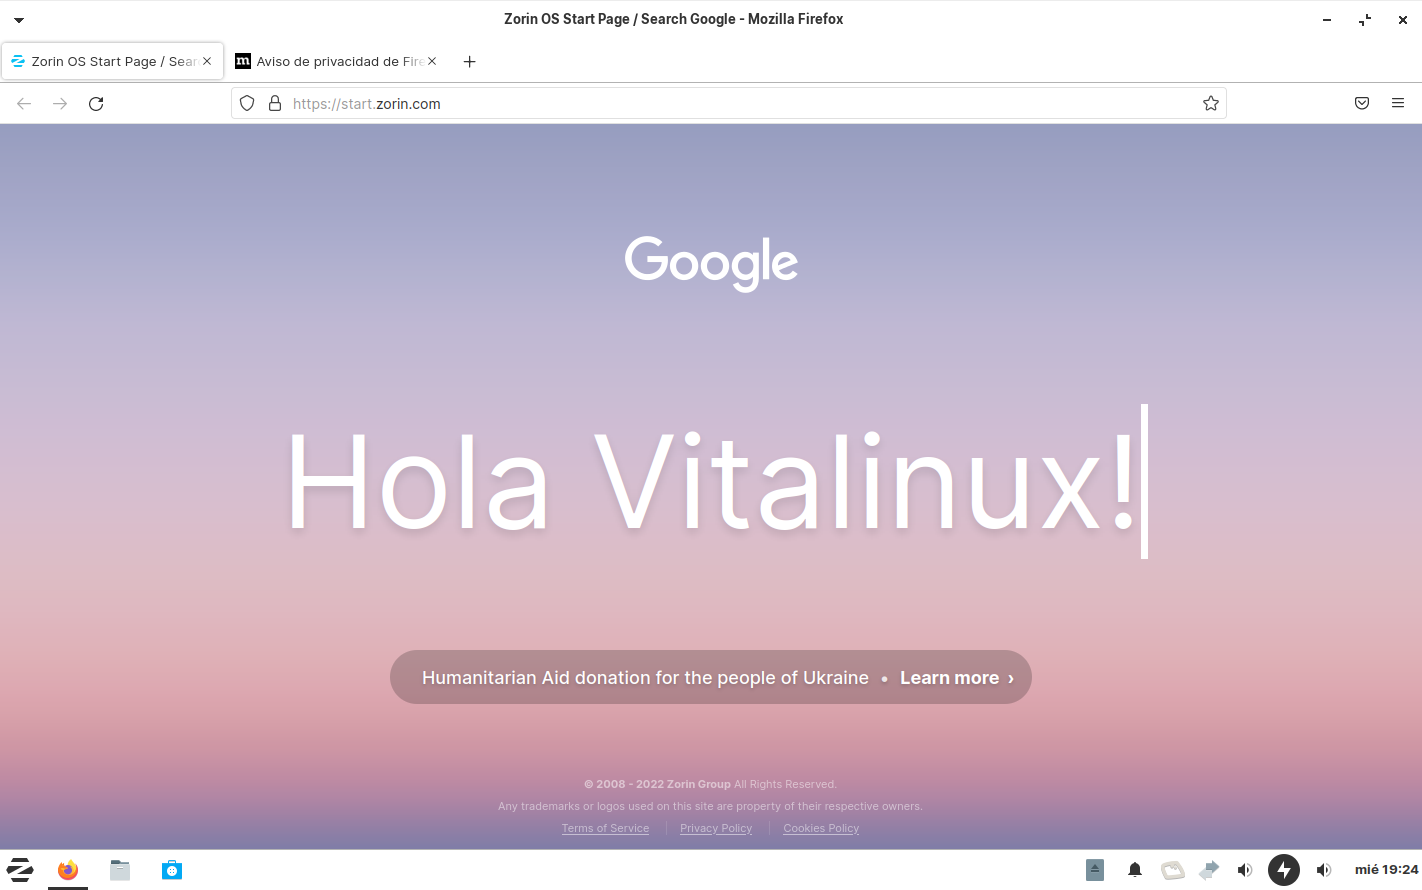 Zorin OS Start Page / Search Google - Mozilla Firefox
Zorin OS Start Page / Sear
Aviso de privacidad de Fire
https://start.zorin.com
Google
Hola Vitalinux!
Humanitarian Aid donation for the people of Ukraine • Learn more ›
© 2008 - 2022 Zorin Group All Rights Reserved.
Any trademarks or logos used on this site are property of their respective owners.
Terms of Service Privacy Policy Cookies Policy
mié 19:24